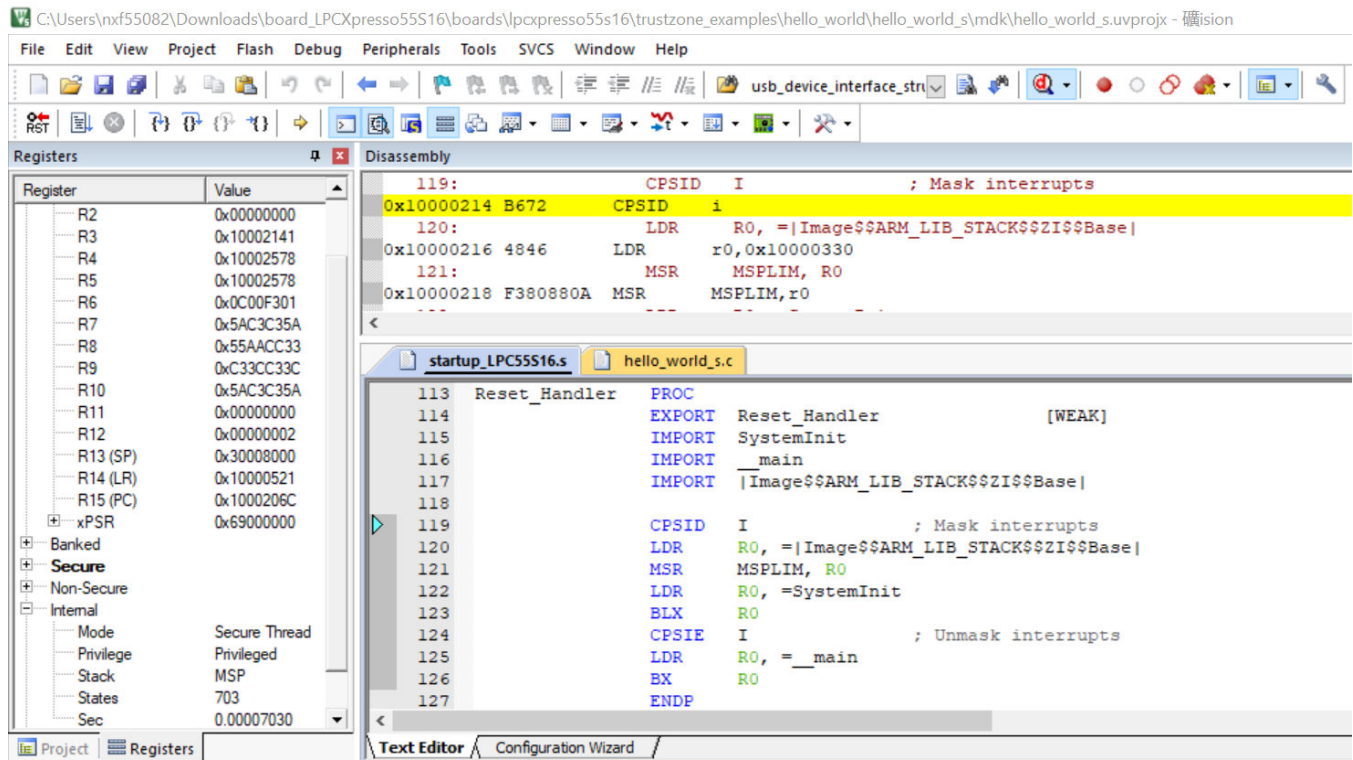 C:\Users\nxf55082\Downloads\board_LPCXpresso55S16\boards\lpcxpresso55s16\trustzone_examples\hello_world\hello_world_s\mdk\hello_world_s.uvprojx - 礦ision
File Edit View Project Flash Debug Peripherals Tools SVCS Window Help
usb_device_interface_stru
RST
Registers
Disassembly
Register Value
R2 0x00000000
R3 0x10002141
R4 0x10002578
R5 0x10002578
R6 0x0C00F301
R7 0x5AC3C35A
R8 0x55AACC33
R9 0xC33CC33C
R10 0x5AC3C35A
R11 0x00000000
R12 0x00000002
R13 (SP) 0x30008000
R14 (LR) 0x10000521
R15 (PC) 0x1000206C
xPSR 0x69000000
Banked
Secure
Non-Secure
Internal
Mode Secure Thread
Privilege Privileged
Stack MSP
States 703
Sec 0.00007030
Project Registers
119: CPSID I ; Mask interrupts
0x10000214 B672 CPSID i
120: LDR R0, =|Image$$ARM_LIB_STACK$$ZI$$Base|
0x10000216 4846 LDR r0,0x10000330
121: MSR MSPLIM, R0
0x10000218 F380880A MSR MSPLIM,r0
startup_LPC55S16.s hello_world_s.c
113 Reset_Handler PROC
114 EXPORT Reset_Handler [WEAK]
115 IMPORT SystemInit
116 IMPORT __main
117 IMPORT |Image$$ARM_LIB_STACK$$ZI$$Base|
118
119 CPSID I ; Mask interrupts
120 LDR R0, =|Image$$ARM_LIB_STACK$$ZI$$Base|
121 MSR MSPLIM, R0
122 LDR R0, =SystemInit
123 BLX R0
124 CPSIE I ; Unmask interrupts
125 LDR R0, =__main
126 BX R0
127 ENDP
Text Editor Configuration Wizard